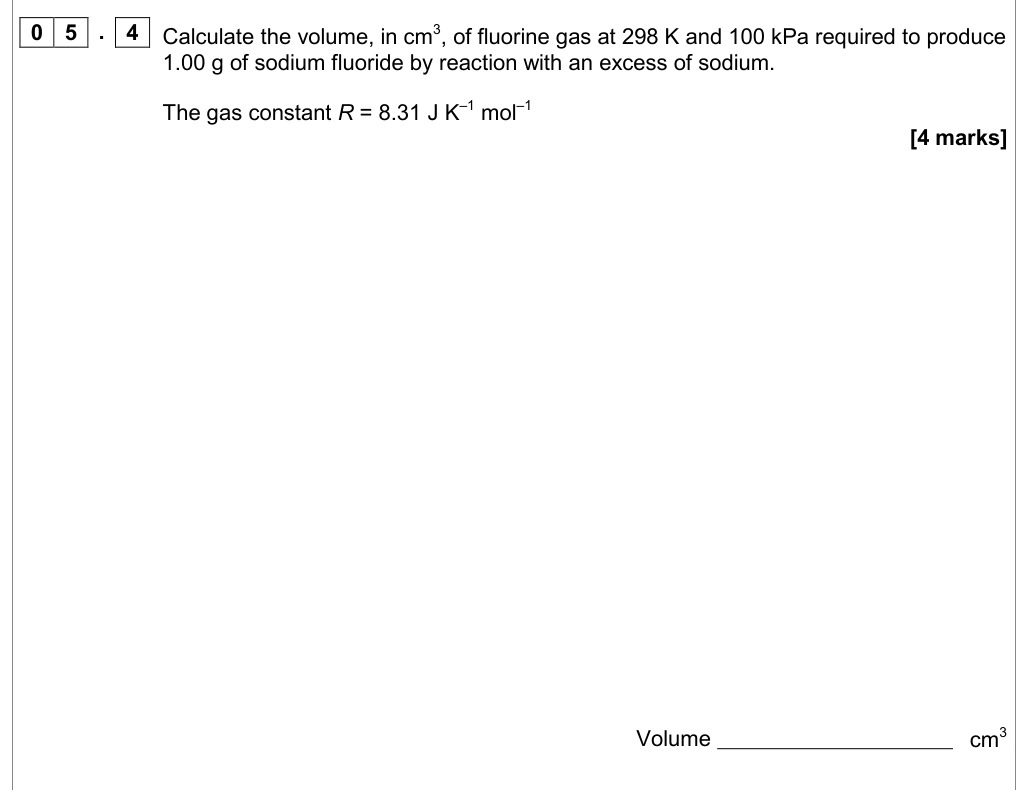 0 5 . 4 Calculate the volume, in cm³, of fluorine gas at 298 K and 100 kPa required to produce
1.00 g of sodium fluoride by reaction with an excess of sodium.
The gas constant R = 8.31 J K⁻¹ mol⁻¹
[4 marks]
Volume ____________________ cm³